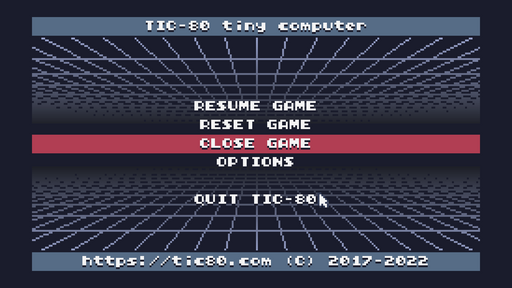 TIC-80 tiny computer
RESUME GAME
RESET GAME
CLOSE GAME
OPTIONS
QUIT TIC-80
https://tic80.com (C) 2017-2022